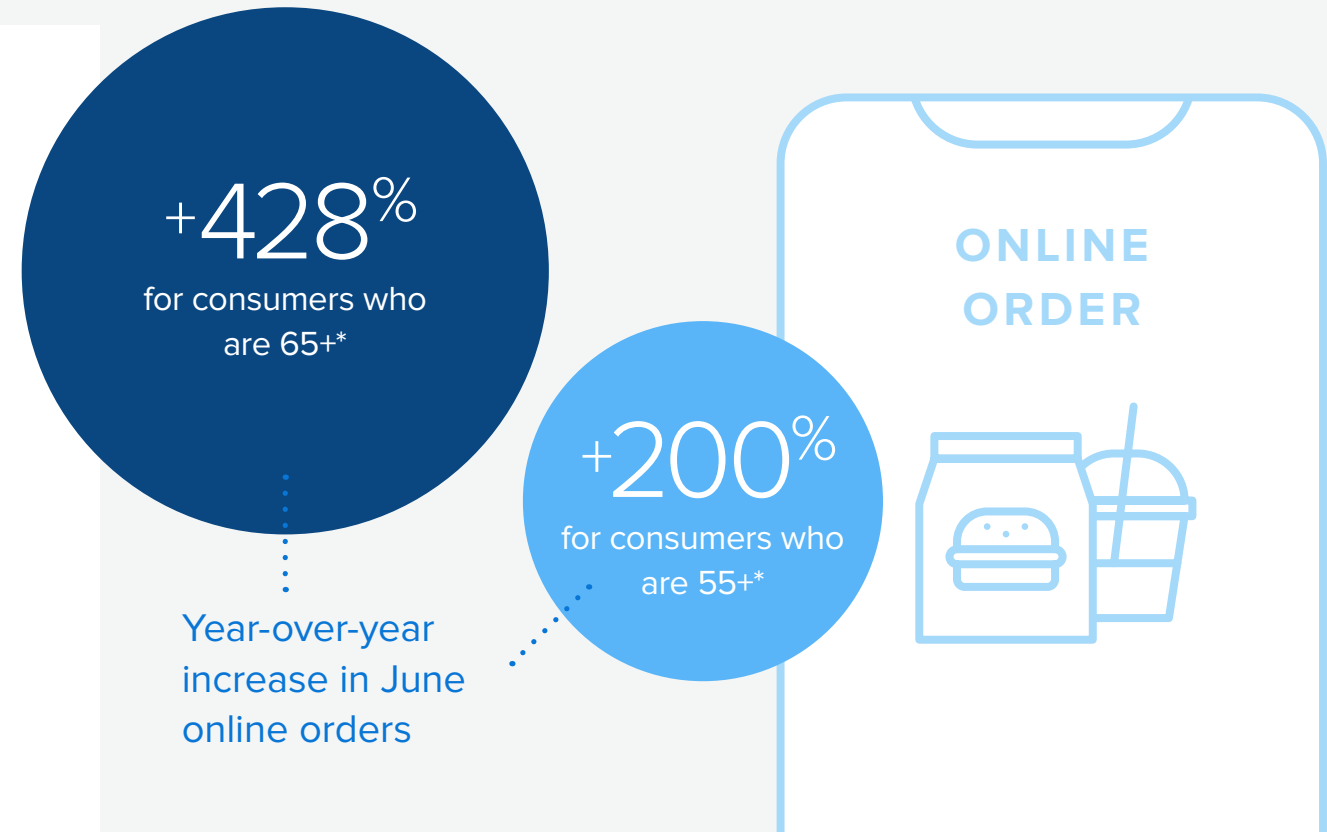 +428%
for consumers who
are 65+*
+200%
for consumers who
are 55+*
Year-over-year
increase in June
online orders
ONLINE
ORDER